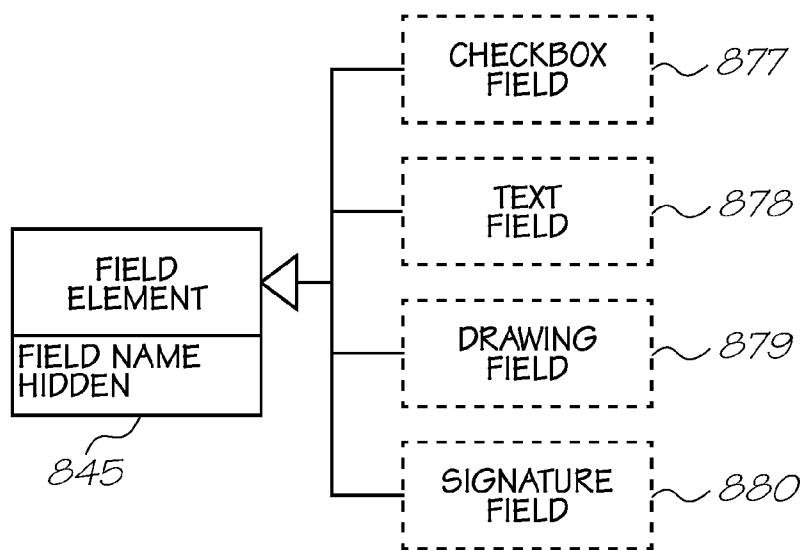 CHECKBOX
FIELD
877
TEXT
FIELD
878
FIELD
ELEMENT
FIELD NAME
HIDDEN
845
DRAWING
FIELD
879
SIGNATURE
FIELD
880